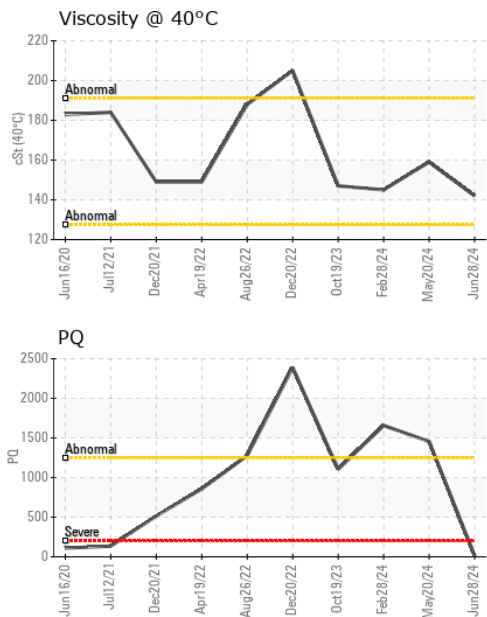 Viscosity @ 40°C
220
200
180
160
140
120
cSt (40°C)
Abnormal
Abnormal
Jun16/20
Jul12/21
Dec20/21
Apr19/22
Aug26/22
Dec20/22
Oct19/23
Feb28/24
May20/24
Jun28/24
PQ
2500
2000
1500
1000
500
0
PQ
Abnormal
Severe
Jun16/20
Jul12/21
Dec20/21
Apr19/22
Aug26/22
Dec20/22
Oct19/23
Feb28/24
May20/24
Jun28/24